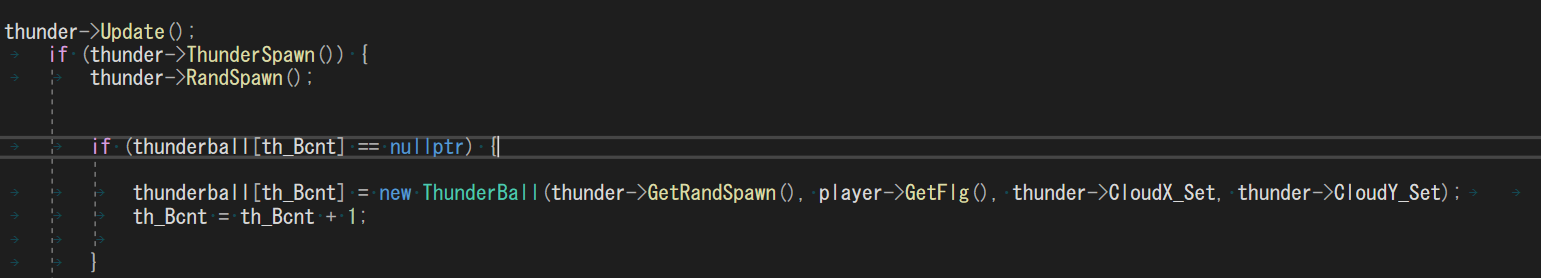 thunder->Update();
if (thunder->ThunderSpawn()) {
thunder->RandSpawn();
if (thunderball[th_Bcnt] == nullptr) {
thunderball[th_Bcnt] = new ThunderBall(thunder->GetRandSpawn(), player->GetFlg(), thunder->CloudX_Set, thunder->CloudY_Set);
th_Bcnt = th_Bcnt + 1;
}